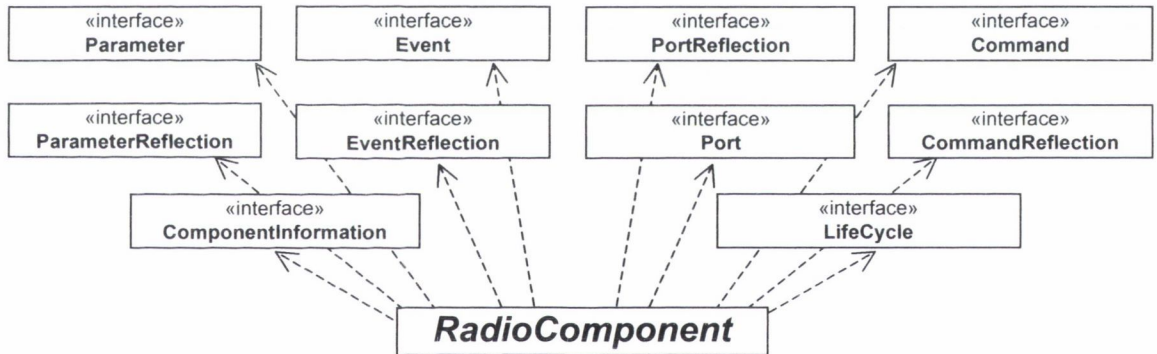 «interface»
Parameter
«interface»
Event
«interface»
PortReflection
«interface»
Command
«interface»
ParameterReflection
«interface»
EventReflection
«interface»
Port
«interface»
CommandReflection
«interface»
ComponentInformation
«interface»
LifeCycle
RadioComponent